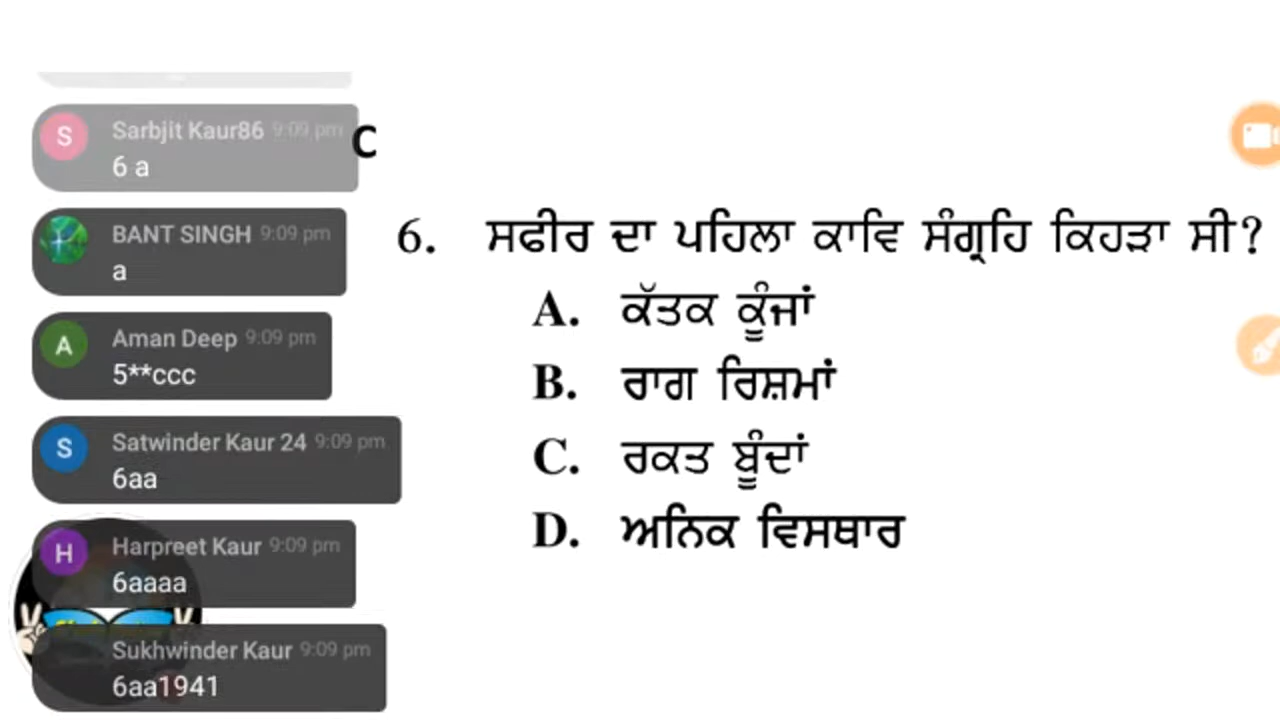 Sarbjit Kaur86 9:09 pm
6 a
C
BANT SINGH 9:09 pm
a
Aman Deep 9:09 pm
5**ccc
Satwinder Kaur 24 9:09 pm
6aa
Harpreet Kaur 9:09 pm
6aaaa
Sukhwinder Kaur 9:09 pm
6aa1941
6. ਸਫੀਰ ਦਾ ਪਹਿਲਾ ਕਾਵਿ ਸੰਗ੍ਰਹਿ ਕਿਹੜਾ ਸੀ?
A. ਕੱਤਕ ਕੂੰਜਾਂ
B. ਰਾਗ ਰਿਸ਼ਮਾਂ
C. ਰਕਤ ਬੂੰਦਾਂ
D. ਅਨਿਕ ਵਿਸਥਾਰ